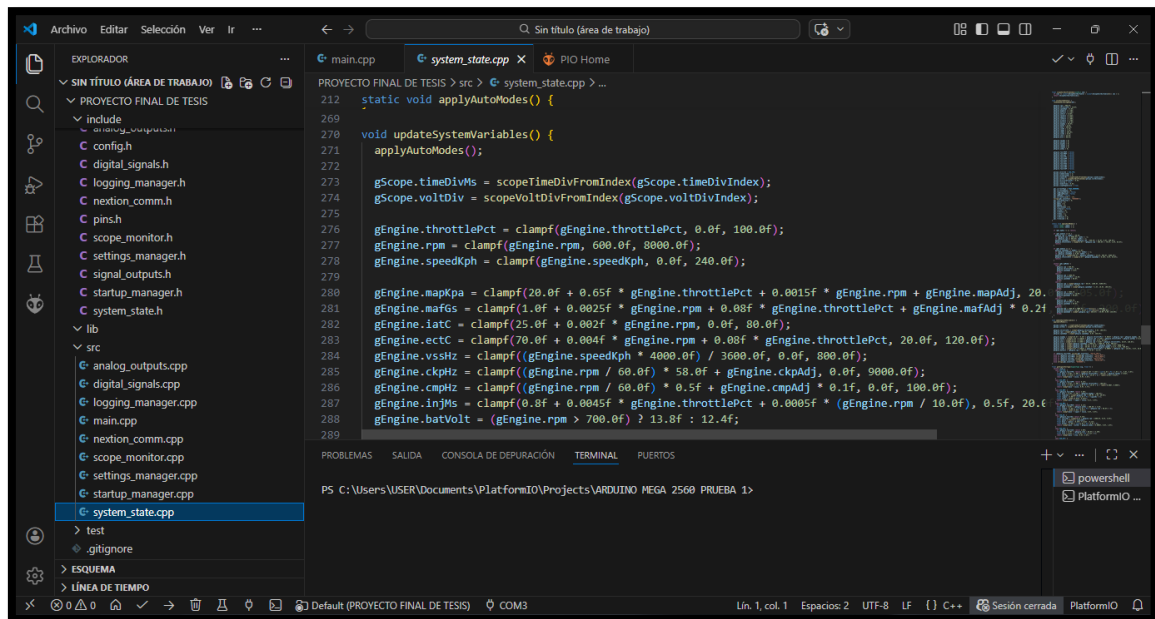 Archivo Editar Selección Ver Ir ···
Sin título (área de trabajo)
EXPLORADOR ···
SIN TÍTULO (ÁREA DE TRABAJO)
PROYECTO FINAL DE TESIS
include
analog_outputs.h
config.h
digital_signals.h
logging_manager.h
nextion_comm.h
pins.h
scope_monitor.h
settings_manager.h
signal_outputs.h
startup_manager.h
system_state.h
lib
src
analog_outputs.cpp
digital_signals.cpp
logging_manager.cpp
main.cpp
nextion_comm.cpp
scope_monitor.cpp
settings_manager.cpp
startup_manager.cpp
system_state.cpp
test
.gitignore
ESQUEMA
LÍNEA DE TIEMPO
main.cpp system_state.cpp PIO Home
PROYECTO FINAL DE TESIS > src > system_state.cpp > ...
212 static void applyAutoModes() {
269
270 void updateSystemVariables() {
271 applyAutoModes();
272
273 gScope.timeDivMs = scopeTimeDivFromIndex(gScope.timeDivIndex);
274 gScope.voltDiv = scopeVoltDivFromIndex(gScope.voltDivIndex);
275
276 gEngine.throttlePct = clampf(gEngine.throttlePct, 0.0f, 100.0f);
277 gEngine.rpm = clampf(gEngine.rpm, 600.0f, 8000.0f);
278 gEngine.speedKph = clampf(gEngine.speedKph, 0.0f, 240.0f);
279
280 gEngine.mapKpa = clampf(20.0f + 0.65f * gEngine.throttlePct + 0.0015f * gEngine.rpm + gEngine.mapAdj, 20.
281 gEngine.mafGs = clampf(1.0f + 0.0025f * gEngine.rpm + 0.08f * gEngine.throttlePct + gEngine.mafAdj * 0.2f
282 gEngine.iatC = clampf(25.0f + 0.002f * gEngine.rpm, 0.0f, 80.0f);
283 gEngine.ectC = clampf(70.0f + 0.004f * gEngine.rpm + 0.08f * gEngine.throttlePct, 20.0f, 120.0f);
284 gEngine.vssHz = clampf((gEngine.speedKph * 4000.0f) / 3600.0f, 0.0f, 800.0f);
285 gEngine.ckpHz = clampf((gEngine.rpm / 60.0f) * 58.0f + gEngine.ckpAdj, 0.0f, 9000.0f);
286 gEngine.cmpHz = clampf((gEngine.rpm / 60.0f) * 0.5f + gEngine.cmpAdj * 0.1f, 0.0f, 100.0f);
287 gEngine.injMs = clampf(0.8f + 0.0045f * gEngine.throttlePct + 0.0005f * (gEngine.rpm / 10.0f), 0.5f, 20.0
288 gEngine.batVolt = (gEngine.rpm > 700.0f) ? 13.8f : 12.4f;
289
PROBLEMAS SALIDA CONSOLA DE DEPURACIÓN TERMINAL PUERTOS
PS C:\Users\USER\Documents\PlatformIO\Projects\ARDUINO MEGA 2560 PRUEBA 1>
powershell
PlatformIO ...
0 0 Default (PROYECTO FINAL DE TESIS) COM3 Lín. 1, col. 1 Espacios: 2 UTF-8 LF {} C++ Sesión cerrada PlatformIO